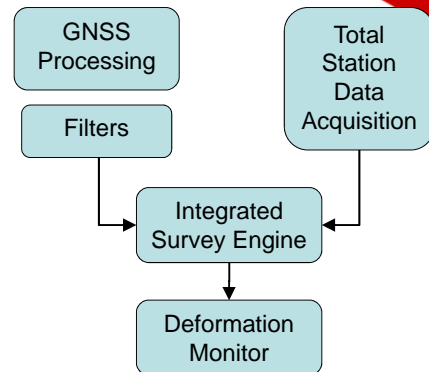 GNSS
Processing
Total
Station
Data
Acquisition
Filters
Integrated
Survey Engine
Deformation
Monitor